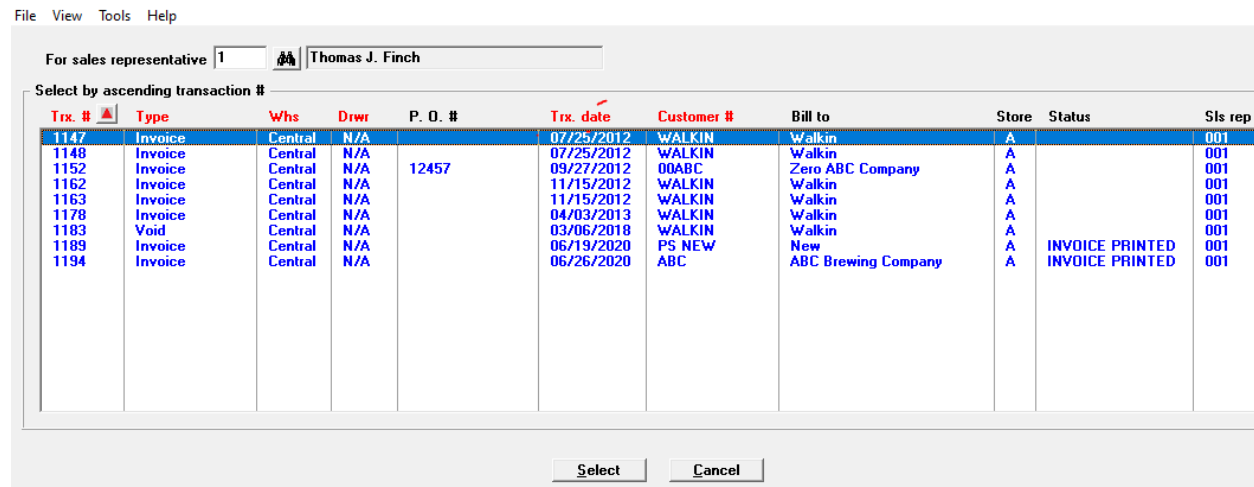 File View Tools Help
For sales representative 1 Thomas J. Finch
Select by ascending transaction #
Trx. # Type Whs Drwr P. O. # Trx. date Customer # Bill to Store Status Sls rep
1147 Invoice Central N/A 07/25/2012 WALKIN Walkin A 001
1148 Invoice Central N/A 07/25/2012 WALKIN Walkin A 001
1152 Invoice Central N/A 12457 09/27/2012 00ABC Zero ABC Company A 001
1162 Invoice Central N/A 11/15/2012 WALKIN Walkin A 001
1163 Invoice Central N/A 11/15/2012 WALKIN Walkin A 001
1178 Invoice Central N/A 04/03/2013 WALKIN Walkin A 001
1183 Void Central N/A 03/06/2018 WALKIN Walkin A 001
1189 Invoice Central N/A 06/19/2020 PS NEW New A INVOICE PRINTED 001
1194 Invoice Central N/A 06/26/2020 ABC ABC Brewing Company A INVOICE PRINTED 001
Select Cancel